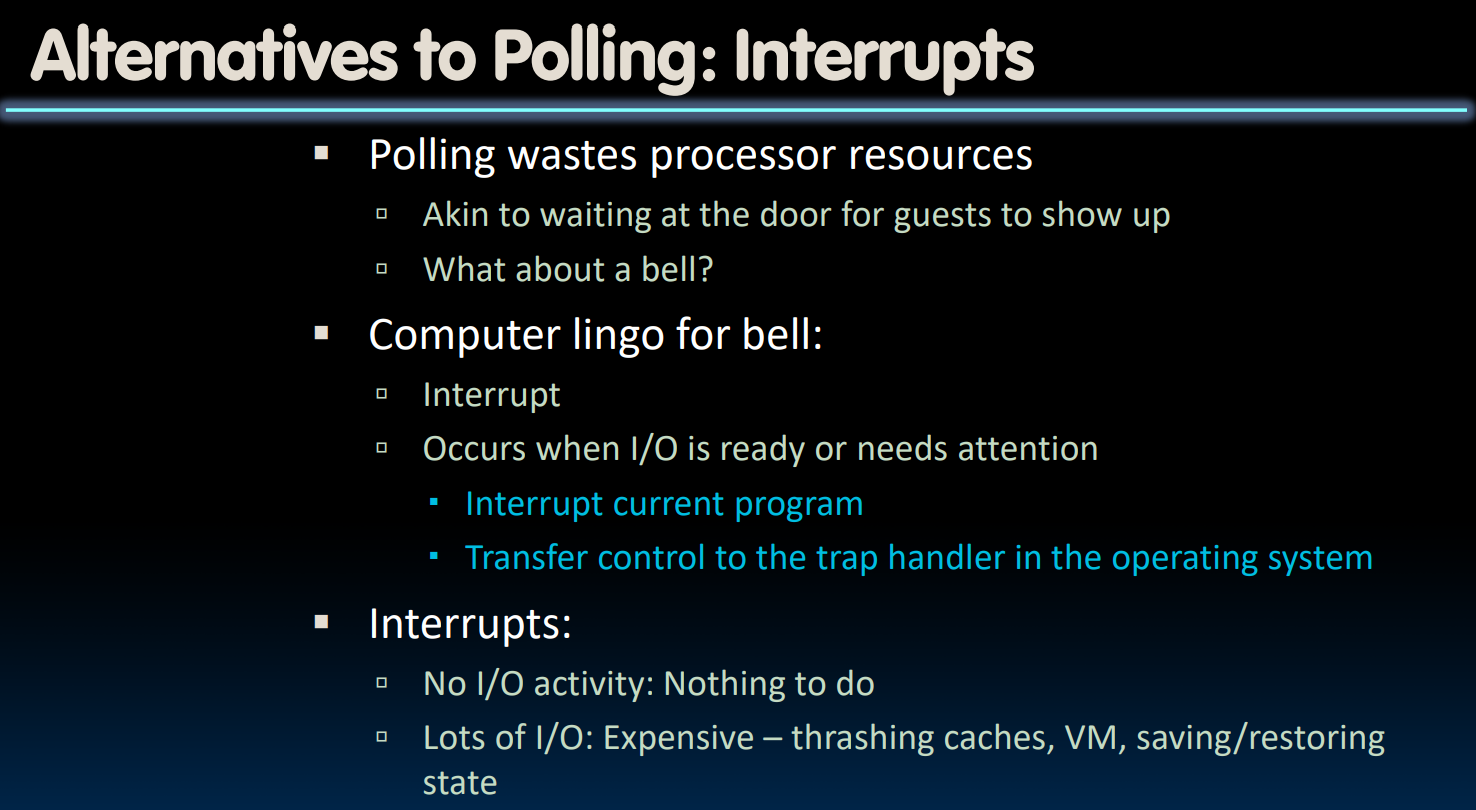 Alternatives to Polling: Interrupts
Polling wastes processor resources
Akin to waiting at the door for guests to show up
What about a bell?
Computer lingo for bell:
Interrupt
Occurs when I/O is ready or needs attention
Interrupt current program
Transfer control to the trap handler in the operating system
Interrupts:
No I/O activity: Nothing to do
Lots of I/O: Expensive – thrashing caches, VM, saving/restoring
state